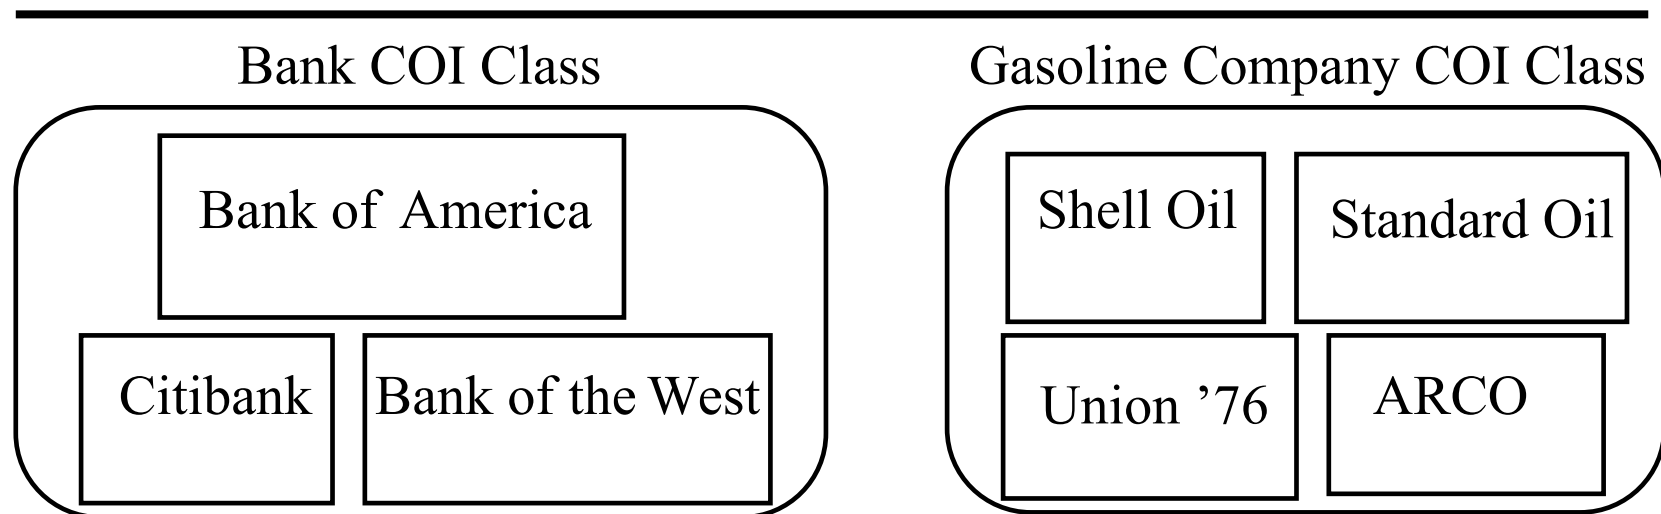 Bank COI Class
Gasoline Company COI Class
Bank of America
Citibank
Bank of the West
Shell Oil
Standard Oil
Union ’76
ARCO